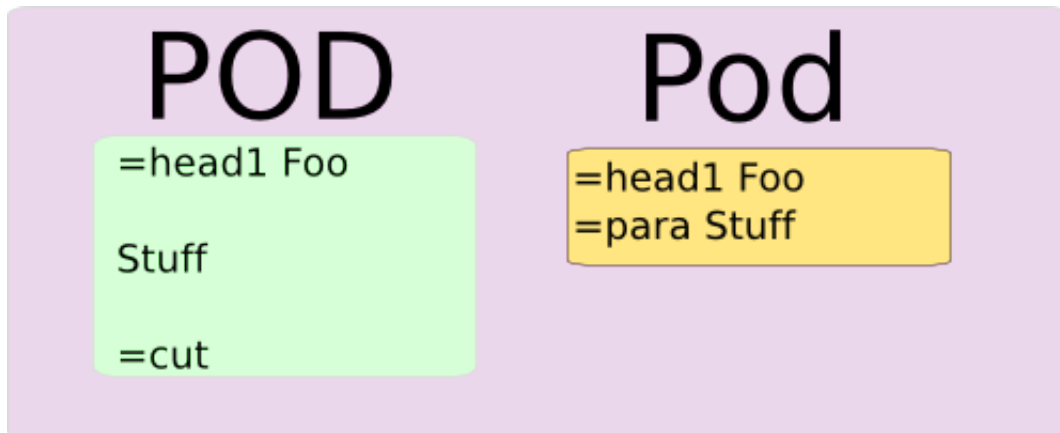 POD
=head1 Foo
Stuff
=cut
Pod
=head1 Foo
=para Stuff